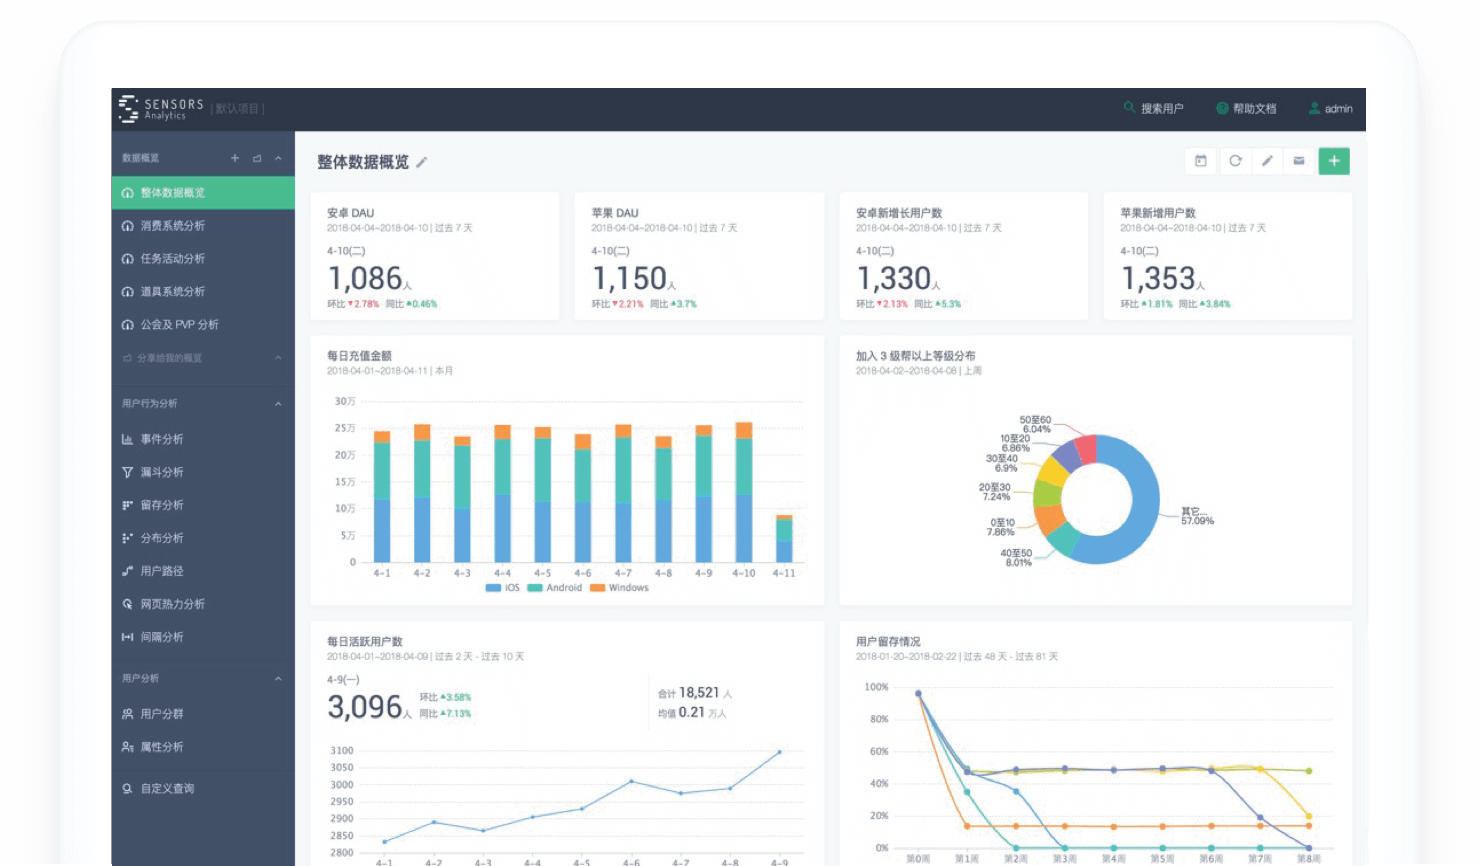 SENSORS
Analytics
| 默认项目 |
搜索用户
帮助文档
admin
数据概览
整体数据概览
消费系统分析
任务活动分析
道具系统分析
公会及 PVP 分析
分享给我的概览
用户行为分析
事件分析
漏斗分析
留存分析
分布分析
用户路径
网页热力分析
间隔分析
用户分析
用户分群
属性分析
自定义查询
整体数据概览
安卓 DAU
2018-04-04~2018-04-10 | 过去 7 天
4-10(二)
1,086人
环比 2.78% 同比 0.46%
苹果 DAU
2018-04-04~2018-04-10 | 过去 7 天
4-10(二)
1,150人
环比 2.21% 同比 3.7%
安卓新增长用户数
2018-04-04~2018-04-10 | 过去 7 天
4-10(二)
1,330人
环比 2.13% 同比 5.3%
苹果新增用户数
2018-04-04~2018-04-10 | 过去 7 天
4-10(二)
1,353人
环比 1.81% 同比 3.84%
每日充值金额
2018-04-01~2018-04-11 | 本月
30万
25万
20万
15万
10万
5万
0
4-1 4-2 4-3 4-4 4-5 4-6 4-7 4-8 4-9 4-10 4-11
iOS Android Windows
加入 3 级帮以上等级分布
2018-04-02~2018-04-08 | 上周
50至60
6.04%
10至20
6.86%
30至40
6.9%
20至30
7.24%
0至10
7.86%
40至50
8.01%
其它...
57.09%
每日活跃用户数
2018-04-01~2018-04-09 | 过去 2 天 - 过去 10 天
4-9(一)
3,096人
环比 3.58%
同比 7.13%
合计 18,521 人
均值 0.21 万人
3100
3050
3000
2950
2900
2850
2800
4-1 4-2 4-3 4-4 4-5 4-6 4-7 4-8 4-9
用户留存情况
2018-01-20~2018-02-22 | 过去 48 天 - 过去 81 天
100%
80%
60%
40%
20%
0%
第0周 第1周 第2周 第3周 第4周 第5周 第6周 第7周 第8周